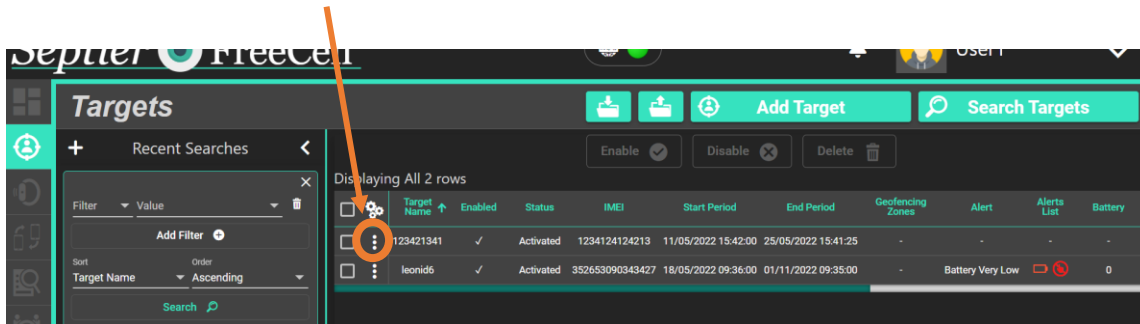 Septier FreeCell
User1
Targets
Add Target
Search Targets
+ Recent Searches <
Enable Disable Delete
Displaying All 2 rows
Filter Value
Add Filter
Sort Order
Target Name Ascending
Search
Target Name ↑ Enabled Status IMEI Start Period End Period Geofencing Zones Alert Alerts List Battery
123421341 ✓ Activated 1234124124213 11/05/2022 15:42:00 25/05/2022 15:41:25 - - - -
leonid6 ✓ Activated 352653090343427 18/05/2022 09:36:00 01/11/2022 09:35:00 - Battery Very Low 0